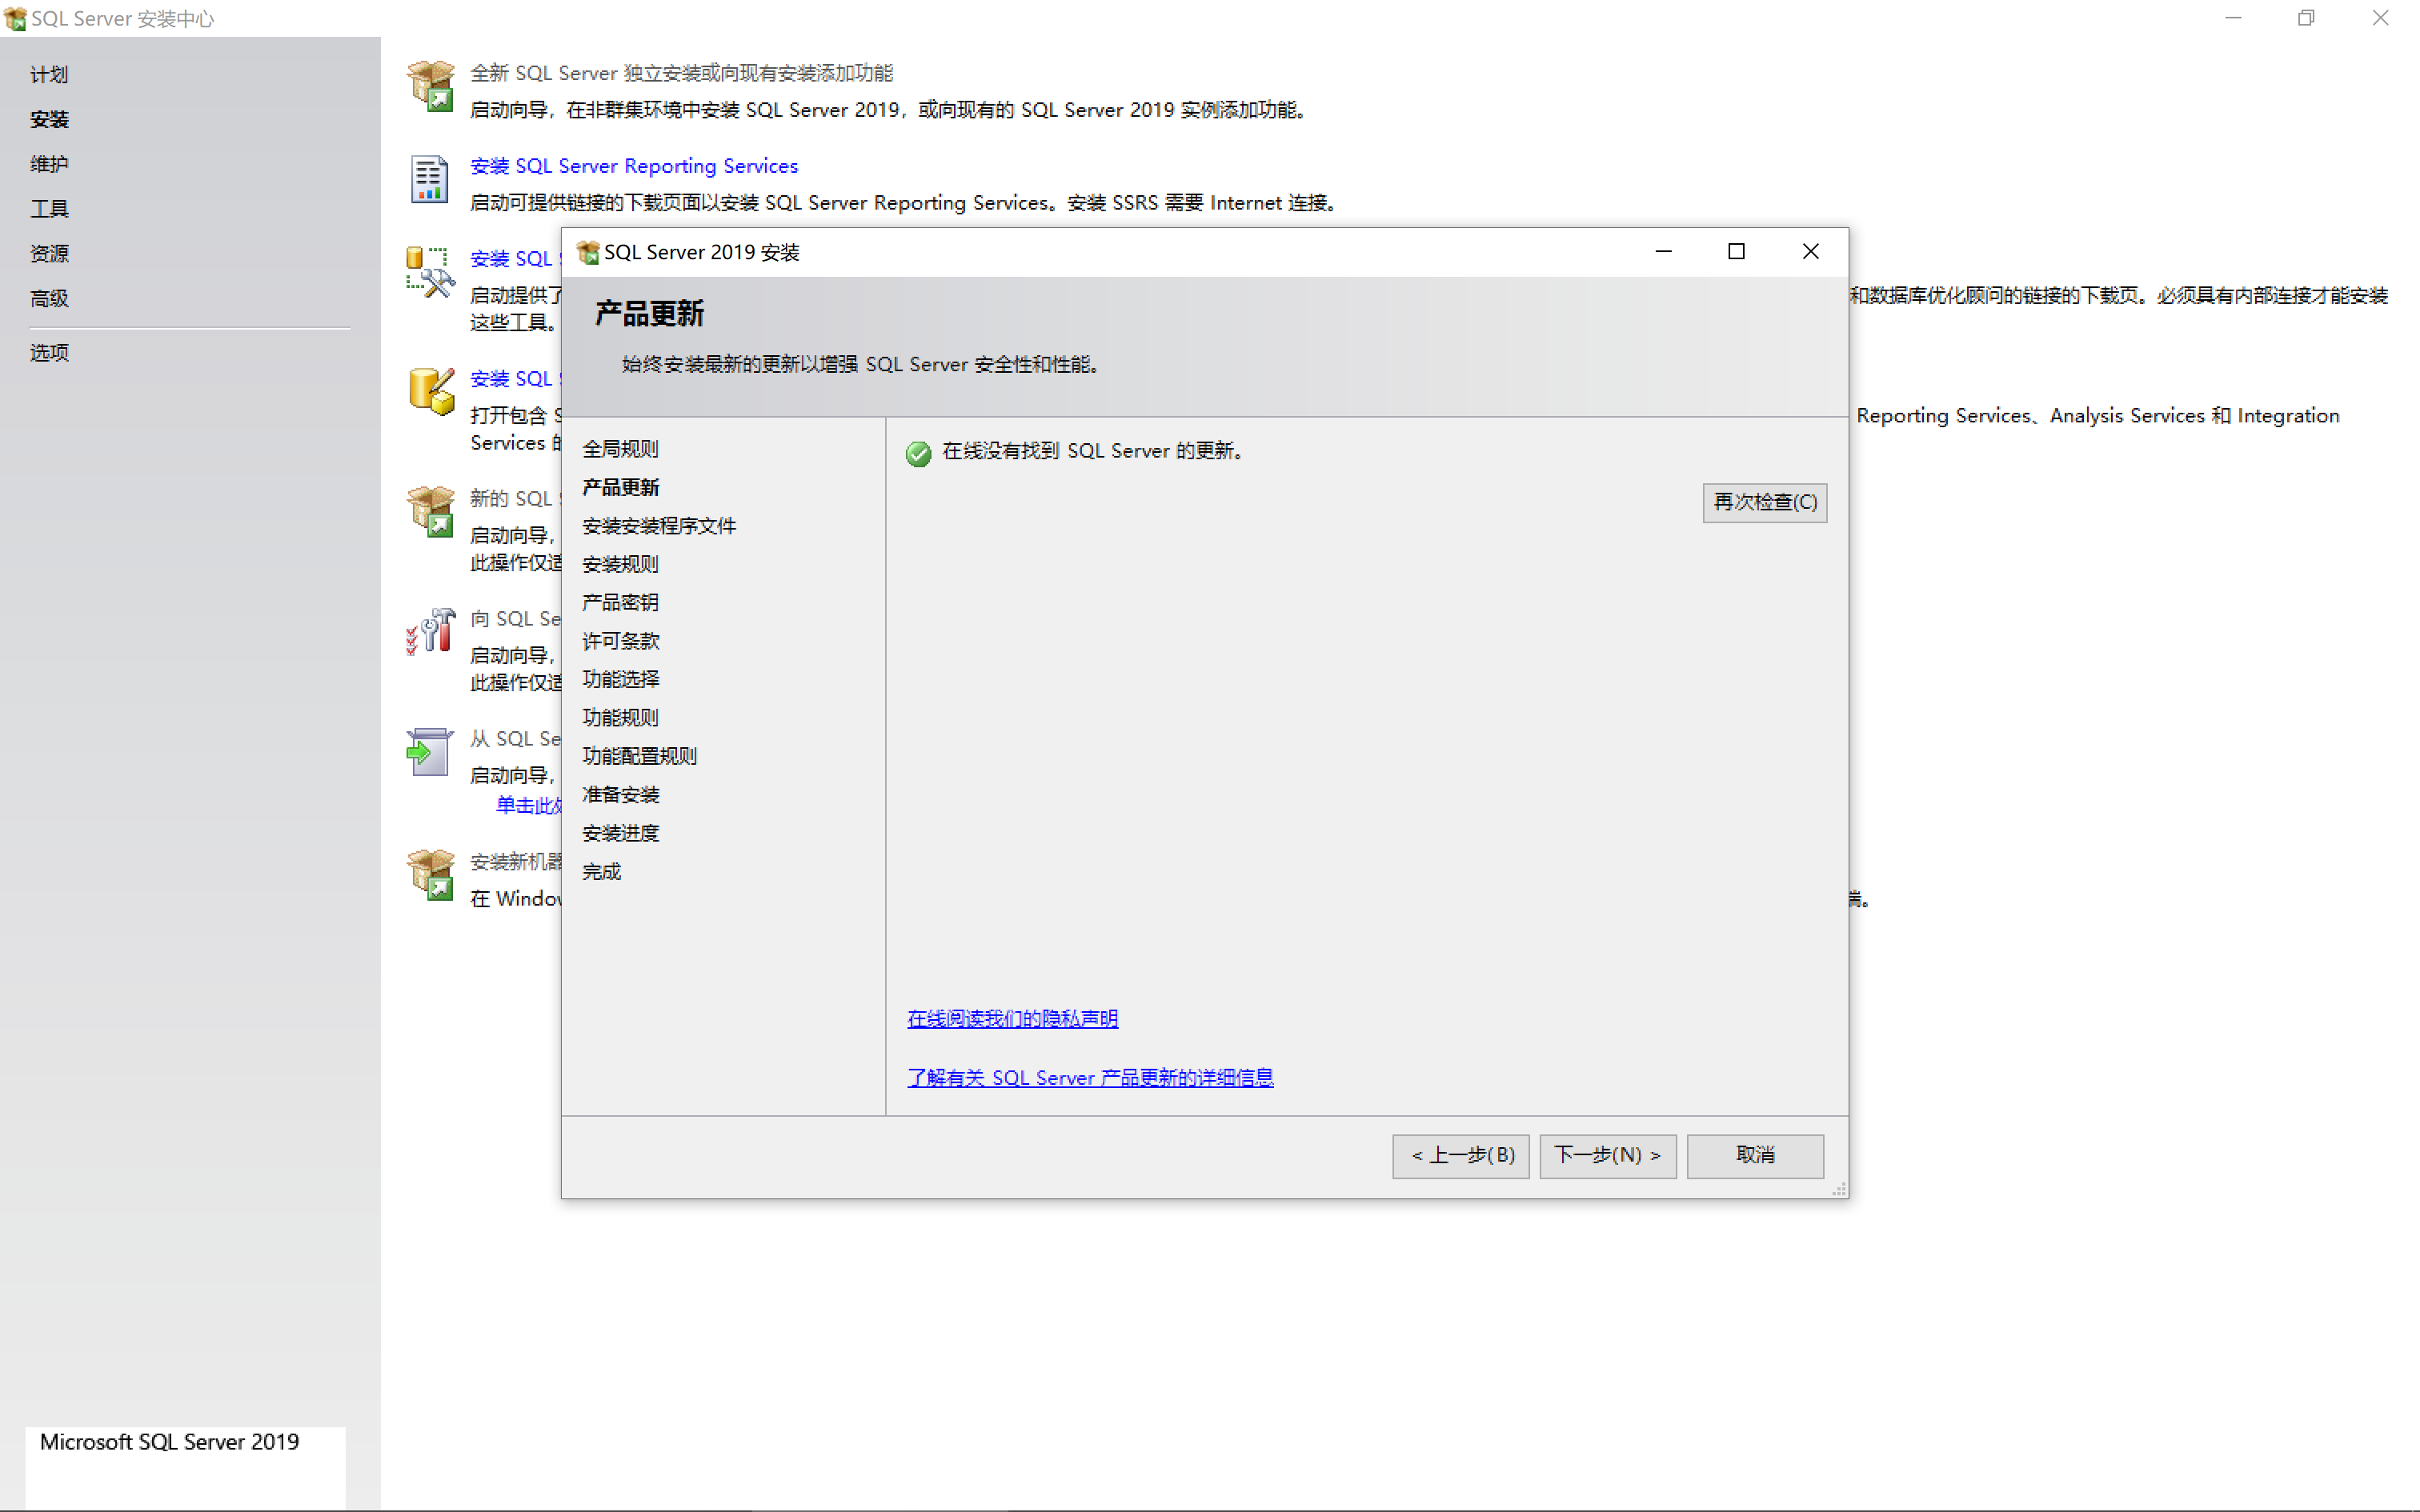 SQL Server 安装中心
计划
安装
维护
工具
资源
高级
选项
Microsoft SQL Server 2019
全新 SQL Server 独立安装或向现有安装添加功能
启动向导，在非群集环境中安装 SQL Server 2019，或向现有的 SQL Server 2019 实例添加功能。
安装 SQL Server Reporting Services
启动可提供链接的下载页面以安装 SQL Server Reporting Services。安装 SSRS 需要 Internet 连接。
安装 SQL
启动提供了 和数据库优化顾问的链接的下载页。必须具有内部连接才能安装
这些工具。
安装 SQL
打开包含 Reporting Services、Analysis Services 和 Integration
Services 的
新的 SQL
启动向导，
此操作仅适
向 SQL Se
启动向导，
此操作仅适
从 SQL Se
启动向导，
单击此处
安装新机器
在 Window 端。
SQL Server 2019 安装
产品更新
始终安装最新的更新以增强 SQL Server 安全性和性能。
全局规则
产品更新
安装安装程序文件
安装规则
产品密钥
许可条款
功能选择
功能规则
功能配置规则
准备安装
安装进度
完成
在线没有找到 SQL Server 的更新。
再次检查(C)
在线阅读我们的隐私声明
了解有关 SQL Server 产品更新的详细信息
< 上一步(B)
下一步(N) >
取消